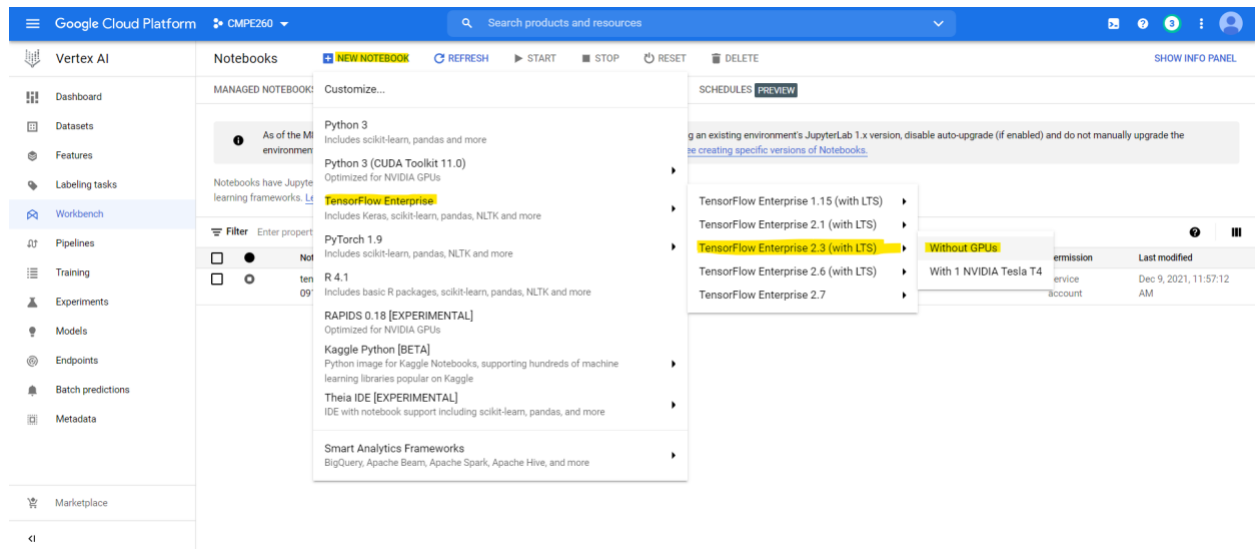 Google Cloud Platform
CMPE260
Search products and resources
3
Vertex AI
Dashboard
Datasets
Features
Labeling tasks
Workbench
Pipelines
Training
Experiments
Models
Endpoints
Batch predictions
Metadata
Marketplace
Notebooks
NEW NOTEBOOK
REFRESH
START
STOP
RESET
DELETE
SHOW INFO PANEL
MANAGED NOTEBOOKS
SCHEDULES PREVIEW
As of the
environmen
g an existing environment's JupyterLab 1.x version, disable auto-upgrade (if enabled) and do not manually upgrade the
ee creating specific versions of Notebooks.
Notebooks have Jupyte
learning frameworks.
Filter Enter propert
Not
ermission
Last modified
ten
091
ervice
account
Dec 9, 2021, 11:57:12
AM
Customize...
Python 3
Includes scikit-learn, pandas and more
Python 3 (CUDA Toolkit 11.0)
Optimized for NVIDIA GPUs
TensorFlow Enterprise
Includes Keras, scikit-learn, pandas, NLTK and more
PyTorch 1.9
Includes scikit-learn, pandas, NLTK and more
R 4.1
Includes basic R packages, scikit-learn, pandas, NLTK and more
RAPIDS 0.18 [EXPERIMENTAL]
Optimized for NVIDIA GPUs
Kaggle Python [BETA]
Python image for Kaggle Notebooks, supporting hundreds of machine
learning libraries popular on Kaggle
Theia IDE [EXPERIMENTAL]
IDE with notebook support including scikit-learn, pandas, and more
Smart Analytics Frameworks
BigQuery, Apache Beam, Apache Spark, Apache Hive, and more
TensorFlow Enterprise 1.15 (with LTS)
TensorFlow Enterprise 2.1 (with LTS)
TensorFlow Enterprise 2.3 (with LTS)
TensorFlow Enterprise 2.6 (with LTS)
TensorFlow Enterprise 2.7
Without GPUs
With 1 NVIDIA Tesla T4